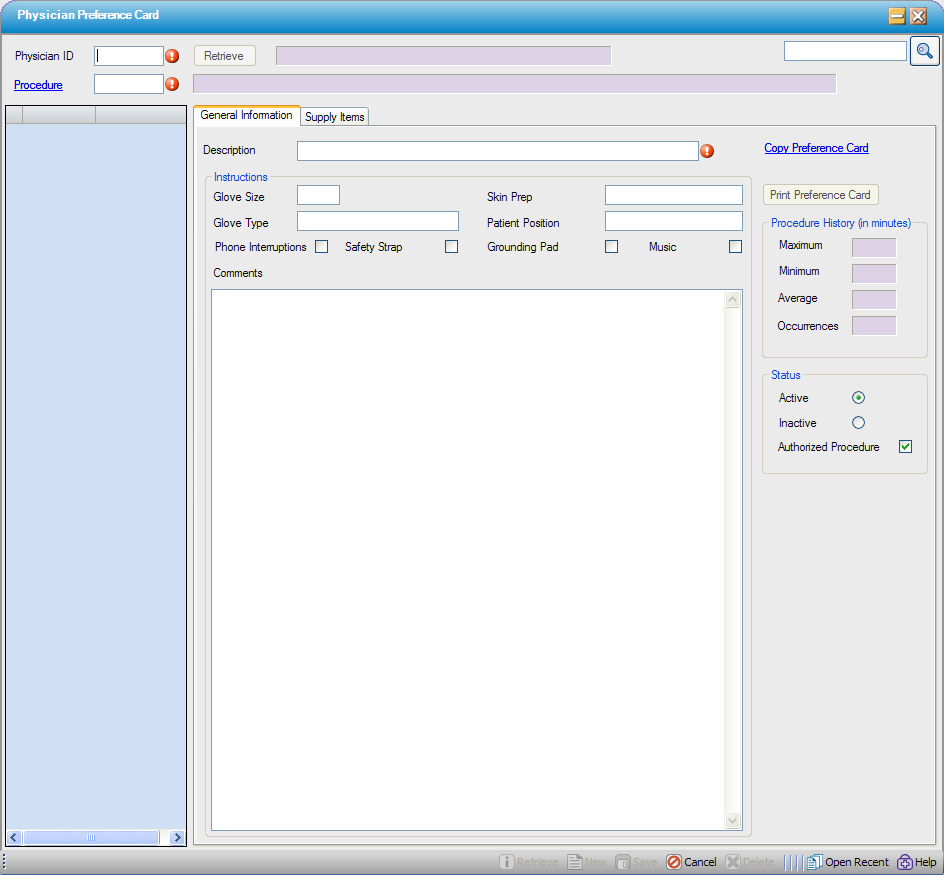 Physician Preference Card
Physician ID
Retrieve
Procedure
General Information
Supply Items
Description
Copy Preference Card
Instructions
Glove Size
Skin Prep
Print Preference Card
Glove Type
Patient Position
Procedure History (in minutes)
Phone Interruptions
Safety Strap
Grounding Pad
Music
Maximum
Comments
Minimum
Average
Occurrences
Status
Active
Inactive
Authorized Procedure
Retrieve
New
Save
Cancel
Delete
Open Recent
Help